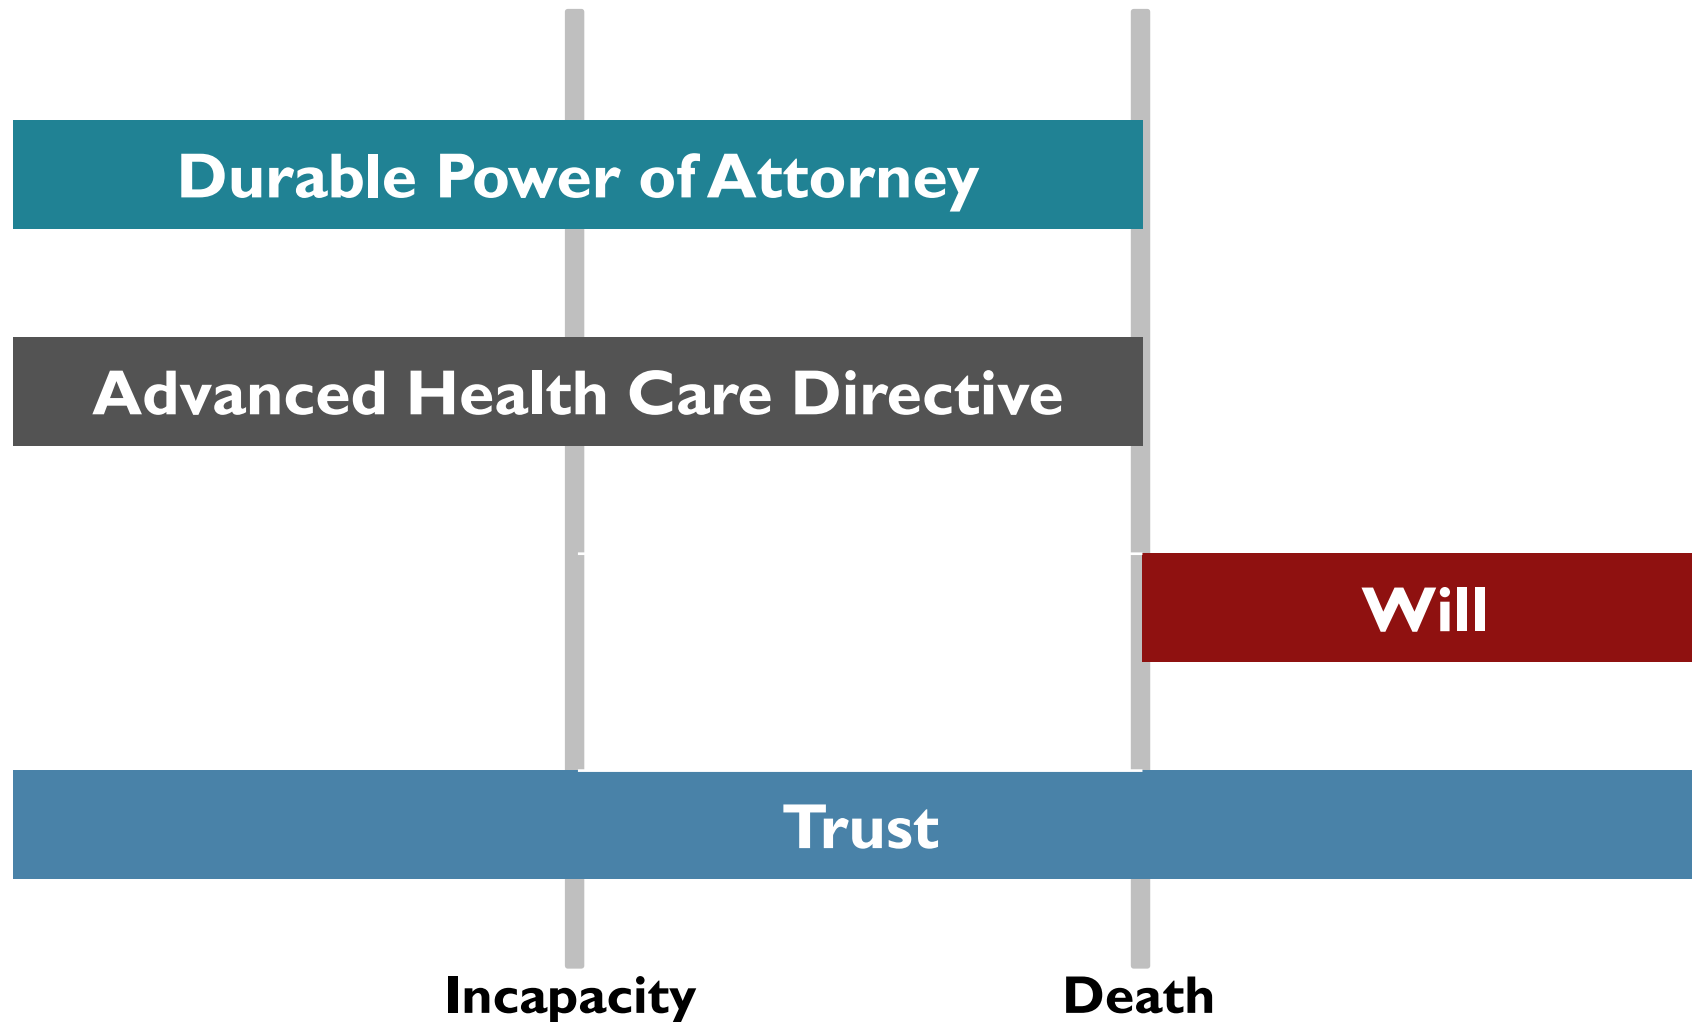 Durable Power of Attorney
Advanced Health Care Directive
Will
Trust
Incapacity
Death